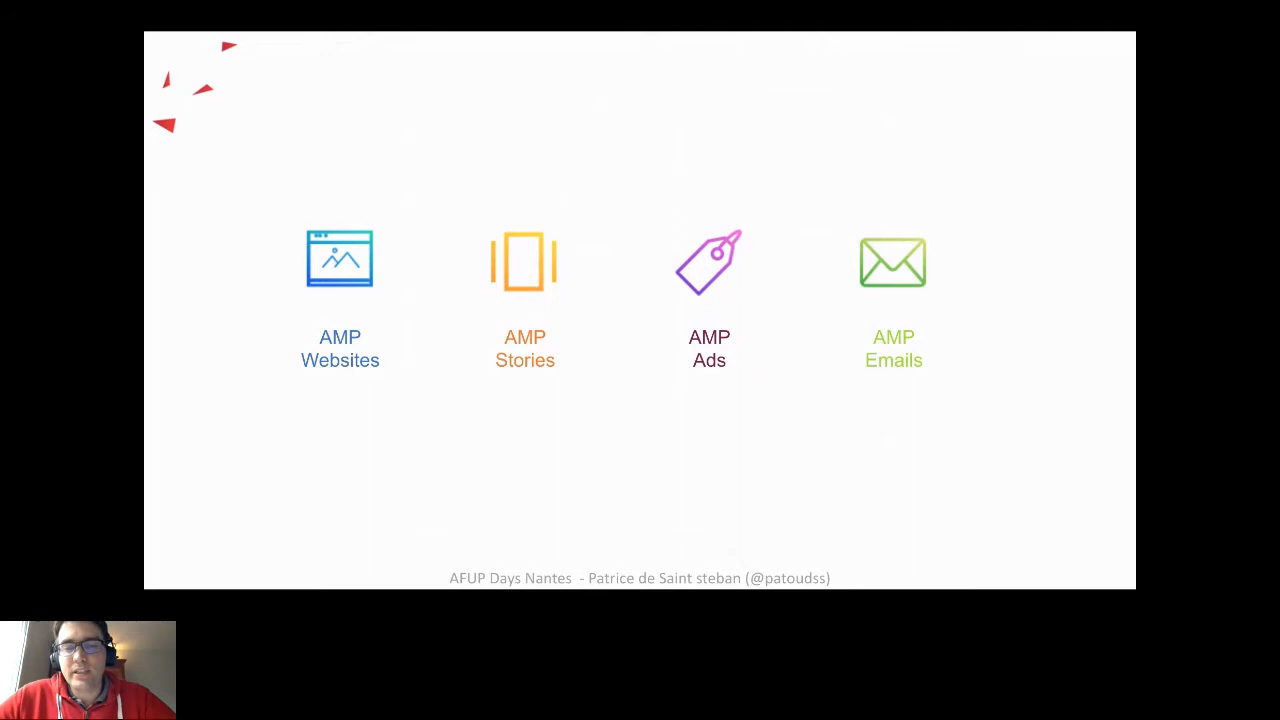 AMP
Websites
AMP
Stories
AMP
Ads
AMP
Emails
AFUP Days Nantes - Patrice de Saint steban (@patoudss)